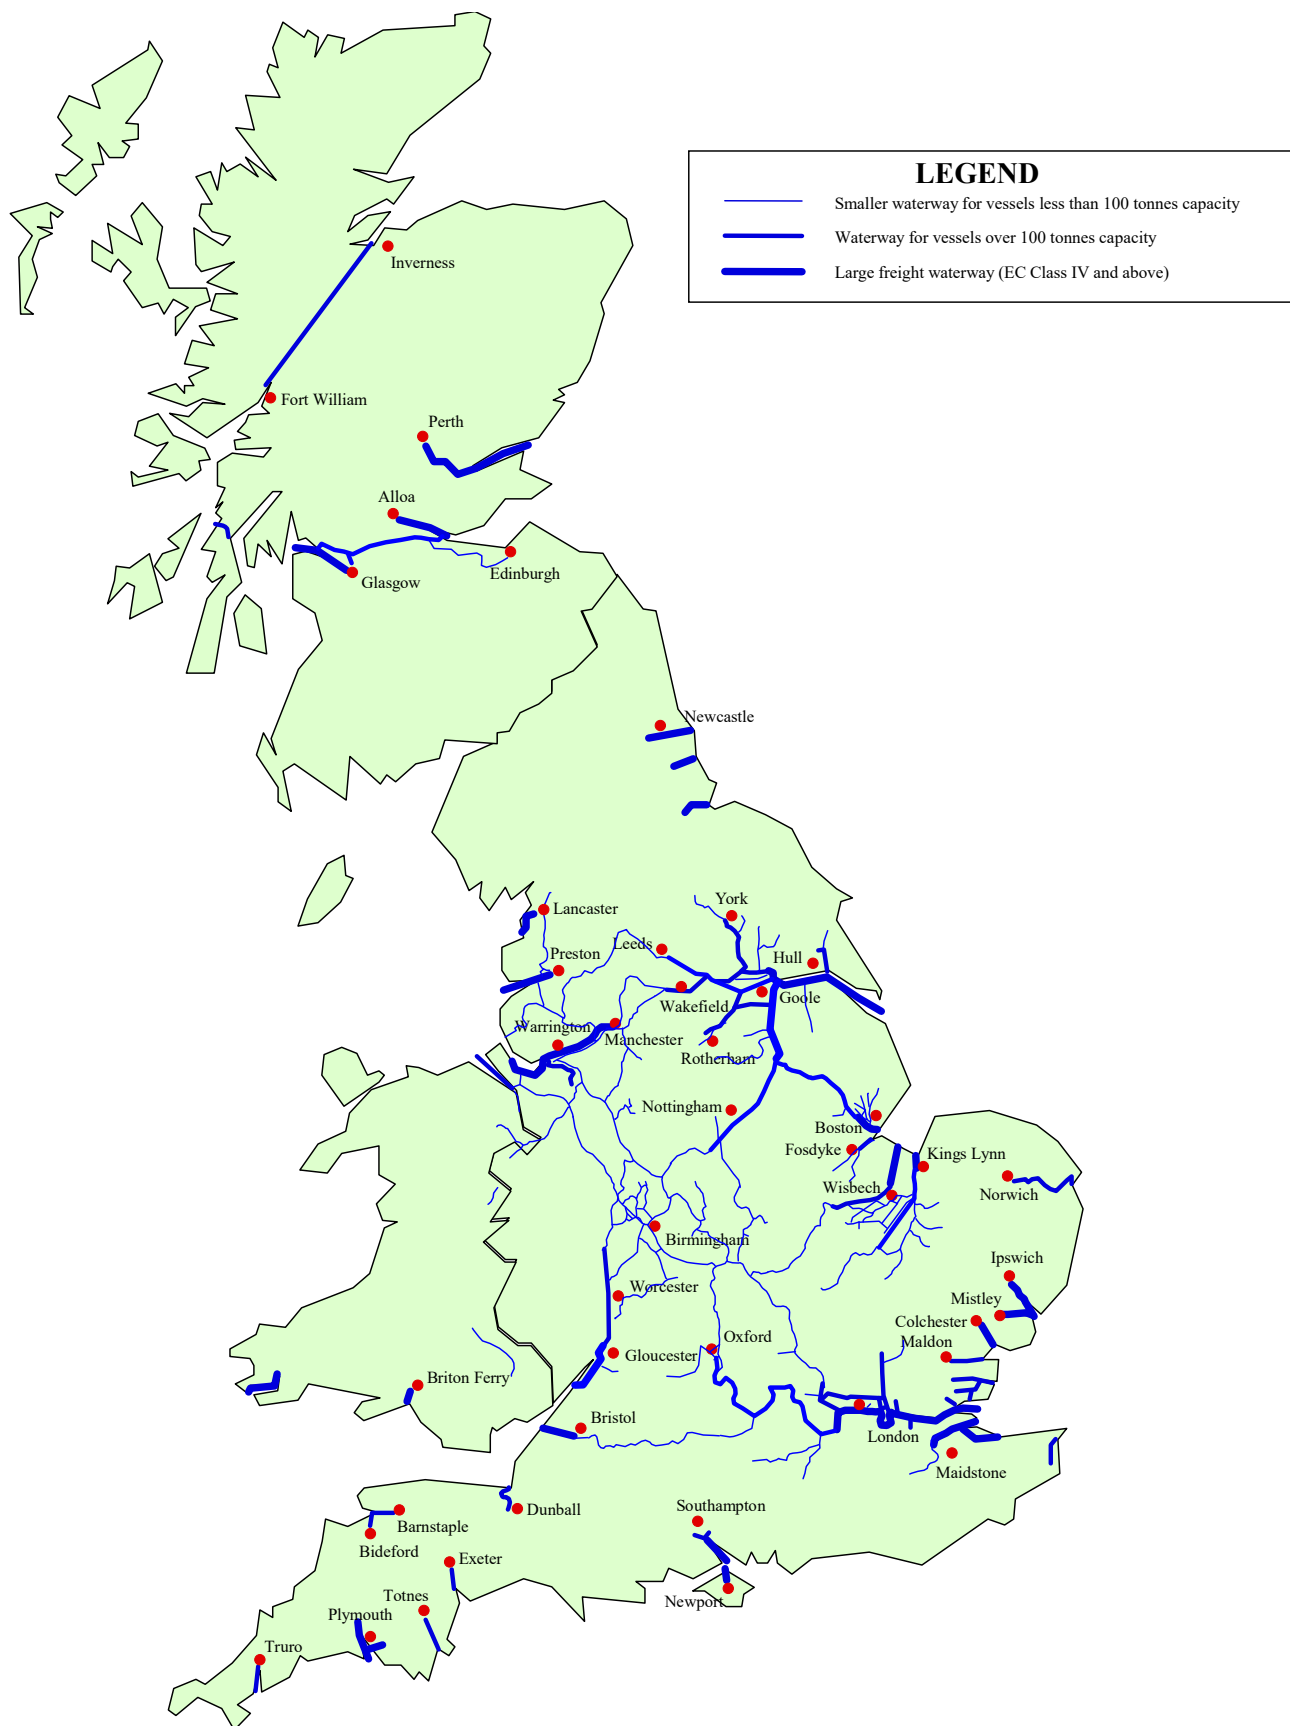 LEGEND
Smaller waterway for vessels less than 100 tonnes capacity
Waterway for vessels over 100 tonnes capacity
Large freight waterway (EC Class IV and above)
Inverness
Fort William
Perth
Alloa
Edinburgh
Glasgow
Newcastle
York
Lancaster
Leeds
Preston
Hull
Goole
Wakefield
Warrington
Manchester
Rotherham
Nottingham
Boston
Fosdyke
Kings Lynn
Wisbech
Norwich
Birmingham
Ipswich
Worcester
Mistley
Colchester
Oxford
Maldon
Gloucester
Briton Ferry
Bristol
London
Maidstone
Southampton
Dunball
Barnstaple
Bideford
Exeter
Totnes
Newport
Plymouth
Truro